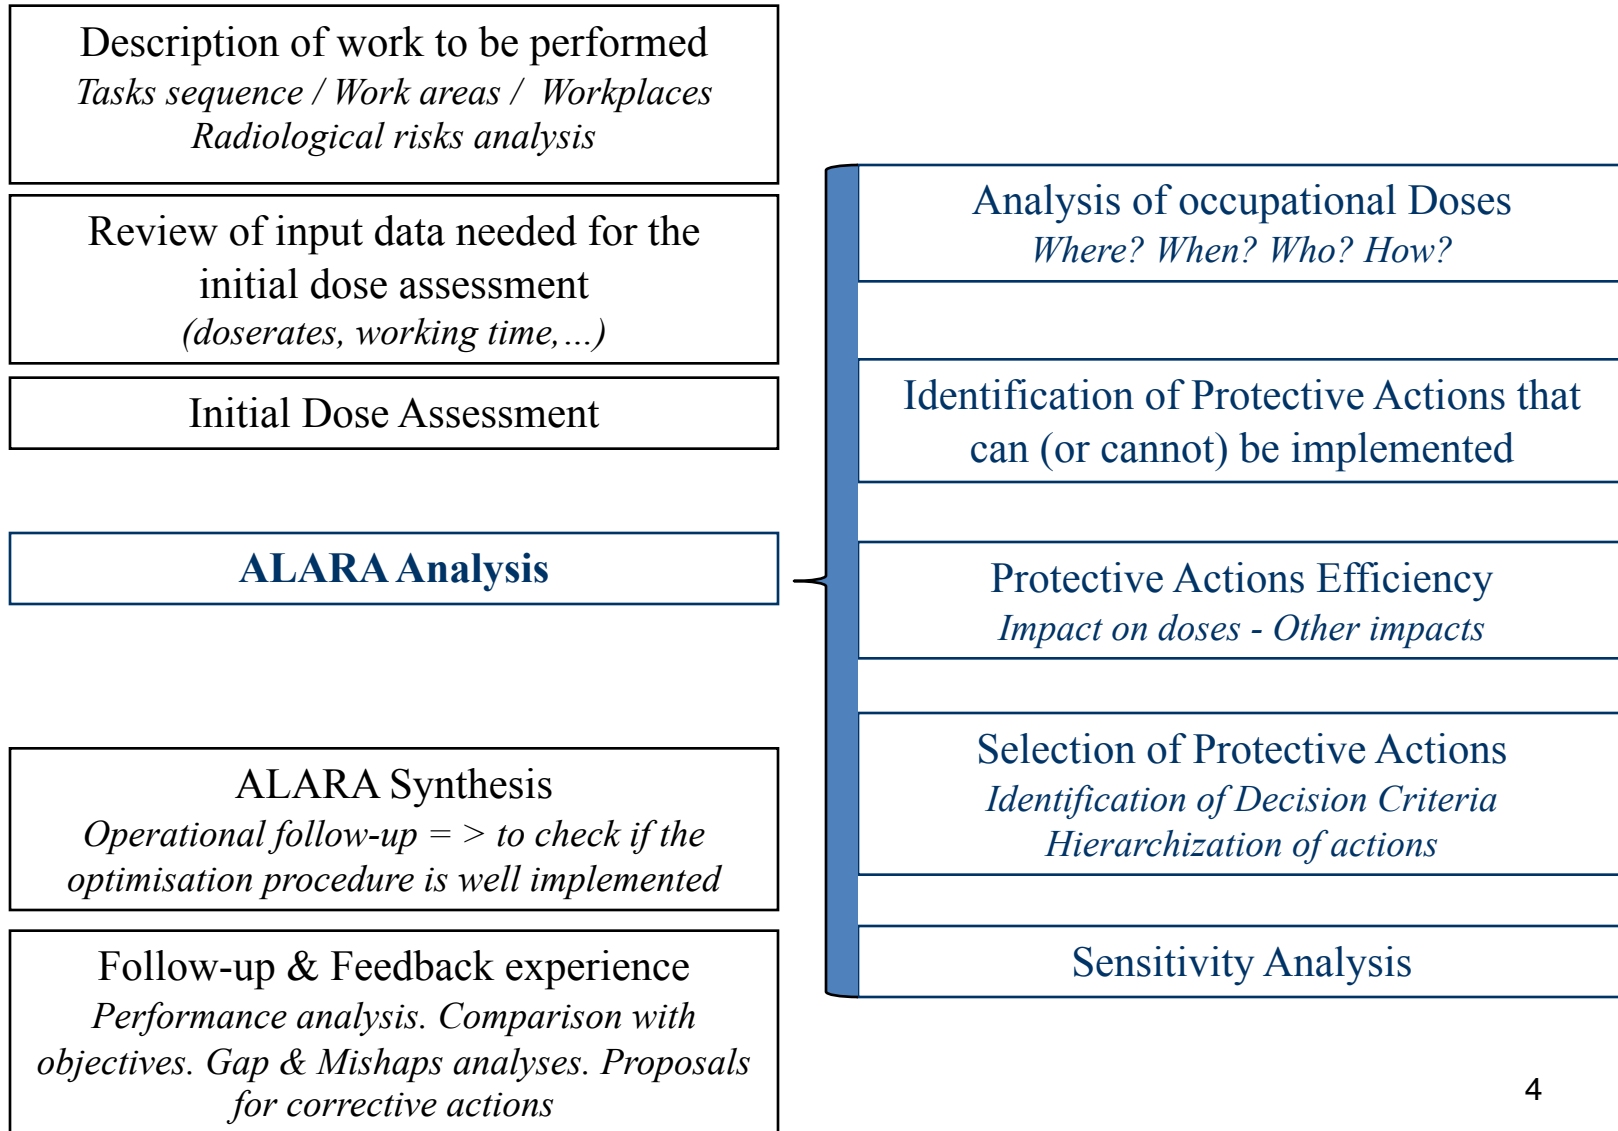 Description of work to be performed
Tasks sequence / Work areas / Workplaces
Radiological risks analysis
Review of input data needed for the
initial dose assessment
(doserates, working time,...)
Initial Dose Assessment
ALARA Analysis
ALARA Synthesis
Operational follow-up = > to check if the
optimisation procedure is well implemented
Follow-up & Feedback experience
Performance analysis. Comparison with
objectives. Gap & Mishaps analyses. Proposals
for corrective actions
Analysis of occupational Doses
Where? When? Who? How?
Identification of Protective Actions that
can (or cannot) be implemented
Protective Actions Efficiency
Impact on doses - Other impacts
Selection of Protective Actions
Identification of Decision Criteria
Hierarchization of actions
Sensitivity Analysis
4